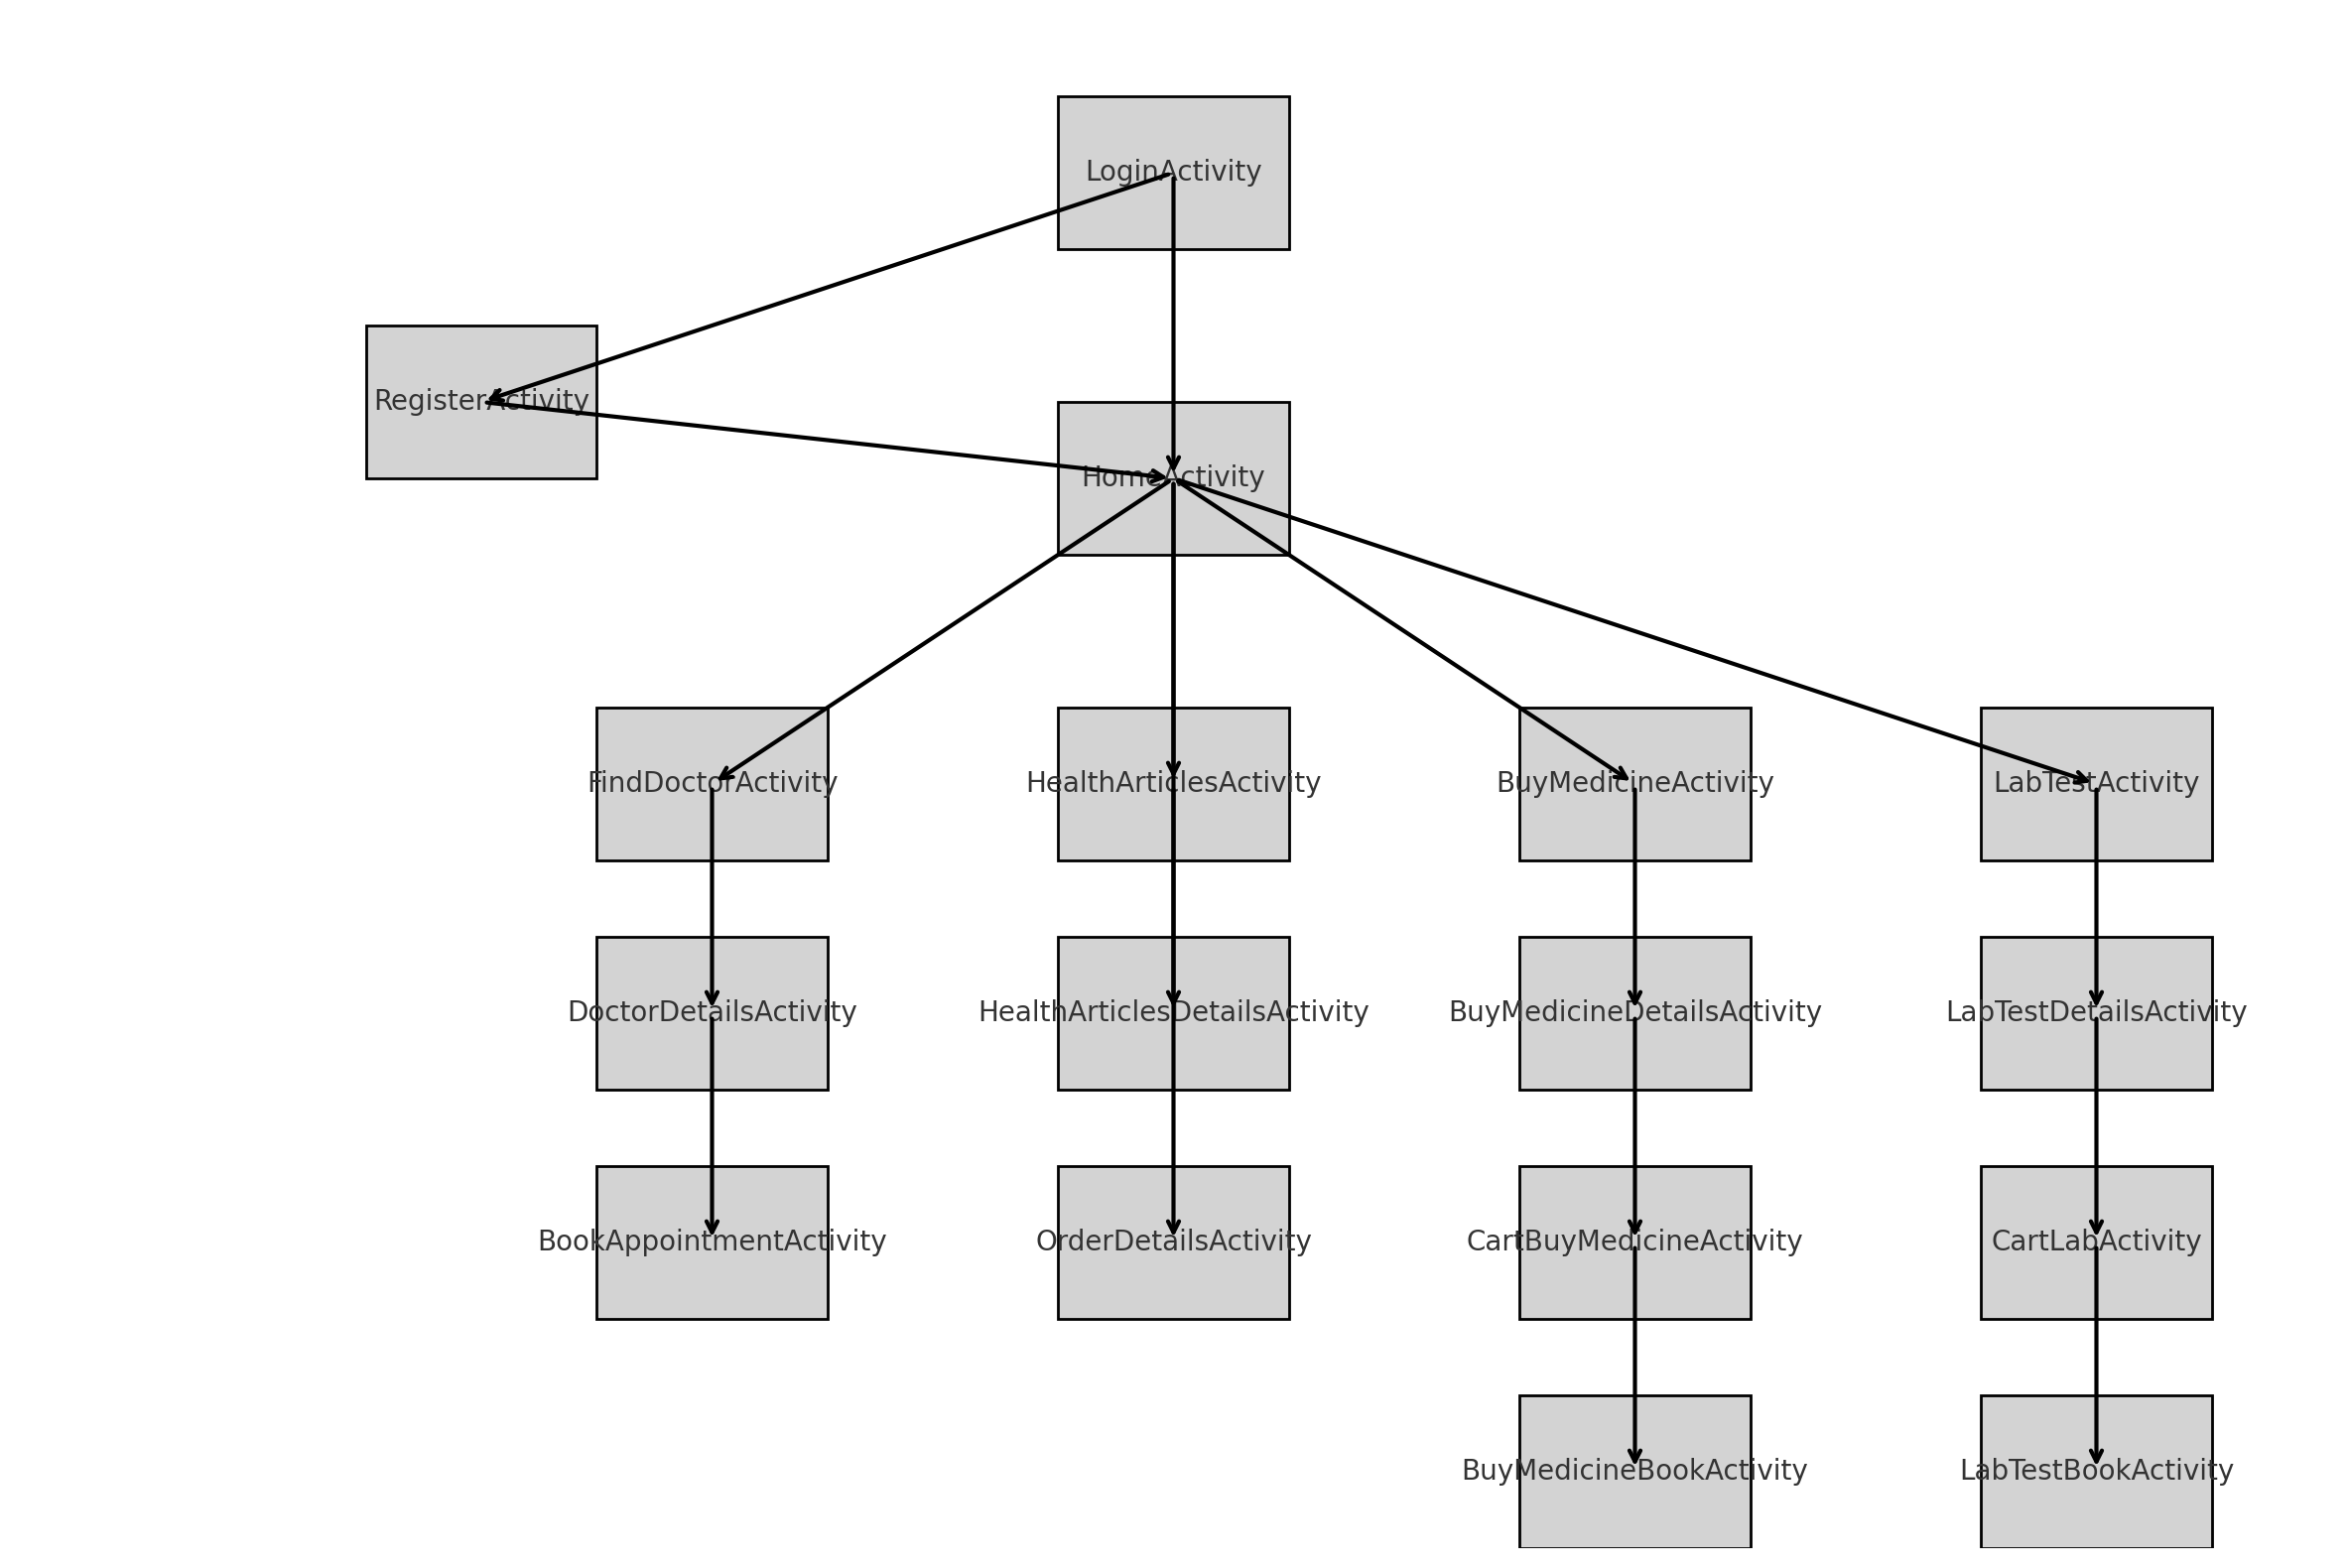 LoginActivity
RegisterActivity
HomeActivity
FindDoctorActivity
HealthArticlesActivity
BuyMedicineActivity
LabTestActivity
DoctorDetailsActivity
HealthArticlesDetailsActivity
BuyMedicineDetailsActivity
LabTestDetailsActivity
BookAppointmentActivity
OrderDetailsActivity
CartBuyMedicineActivity
CartLabActivity
BuyMedicineBookActivity
LabTestBookActivity